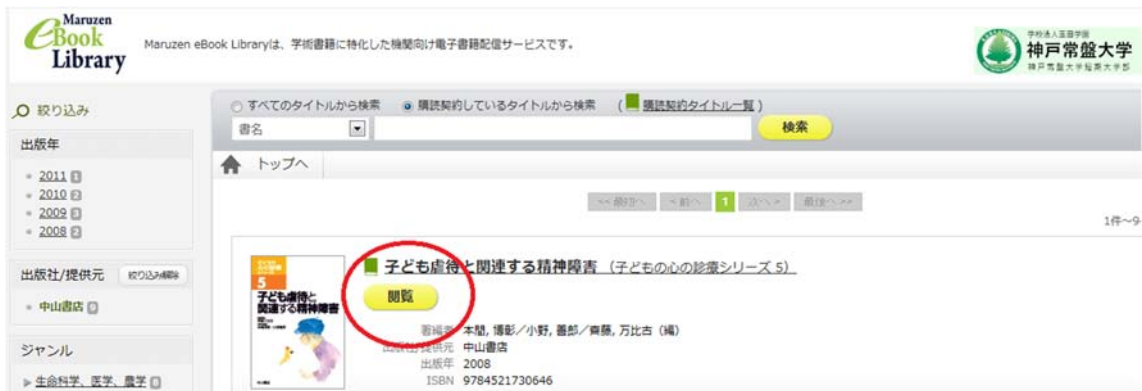 Maruzen
eBook
Library
Maruzen eBook Libraryは、学術書籍に特化した機関向け電子書籍配信サービスです。
学校法人玉田学園
神戸常盤大学
神戸常盤大学短期大学部
絞り込み
すべてのタイトルから検索 購読契約しているタイトルから検索 ( 購読契約タイトル一覧 )
書名
検索
出版年
トップへ
2011 1
2010 2
2009 3
2008 2
<< 最初へ < 前へ 1 次へ > 最後へ >>
1件～9
出版社/提供元 絞り込み解除
中山書店
ジャンル
生命科学、医学、農学
5
子ども虐待と
関連する精神障害
子ども虐待と関連する精神障害 (子どもの心の診療シリーズ 5)
閲覧
著編者 本間, 博彰／小野, 善郎／齋藤, 万比古（編）
出版社/提供元 中山書店
出版年 2008
ISBN 9784521730646